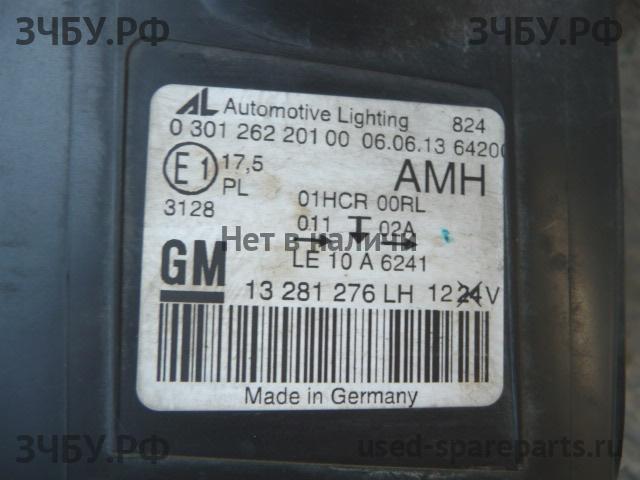 ЗЧБУ.РФ
ЗЧБУ.РФ
AL Automotive Lighting 824
0 301 262 201 00 06.06.13 6420
E1 17,5
PL
AMH
3128
01HCR 00RL
011 02A
Нет в наличии
LE 10 A 6241
GM
13 281 276 LH 12 24 V
Made in Germany
ЗЧБУ.РФ
used-spareparts.ru